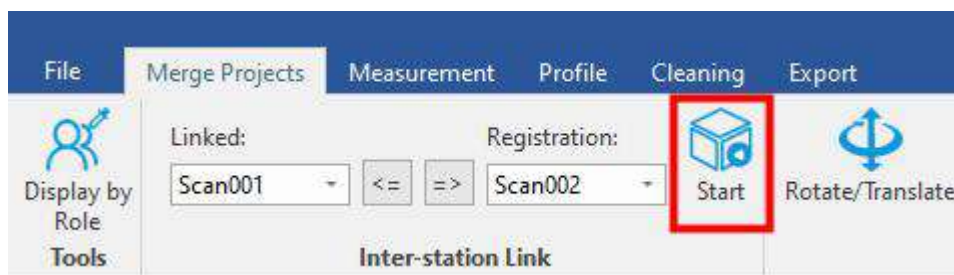 File Merge Projects Measurement Profile Cleaning Export
Linked: Registration:
Scan001 <= => Scan002 Start Rotate/Translate
Display by
Role
Tools Inter-station Link